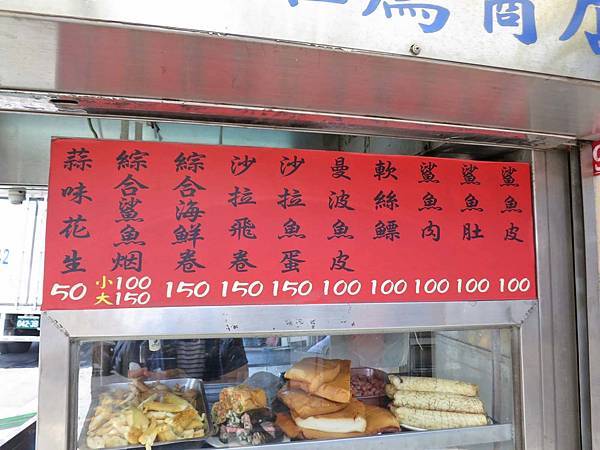 鯊魚皮 100
鯊魚肚 100
鯊魚肉 100
軟絲鰾 100
曼波魚皮 100
沙拉魚蛋 150
沙拉飛卷 150
綜合海鮮卷 150
綜合鯊魚烟 小100 大150
蒜味花生 50